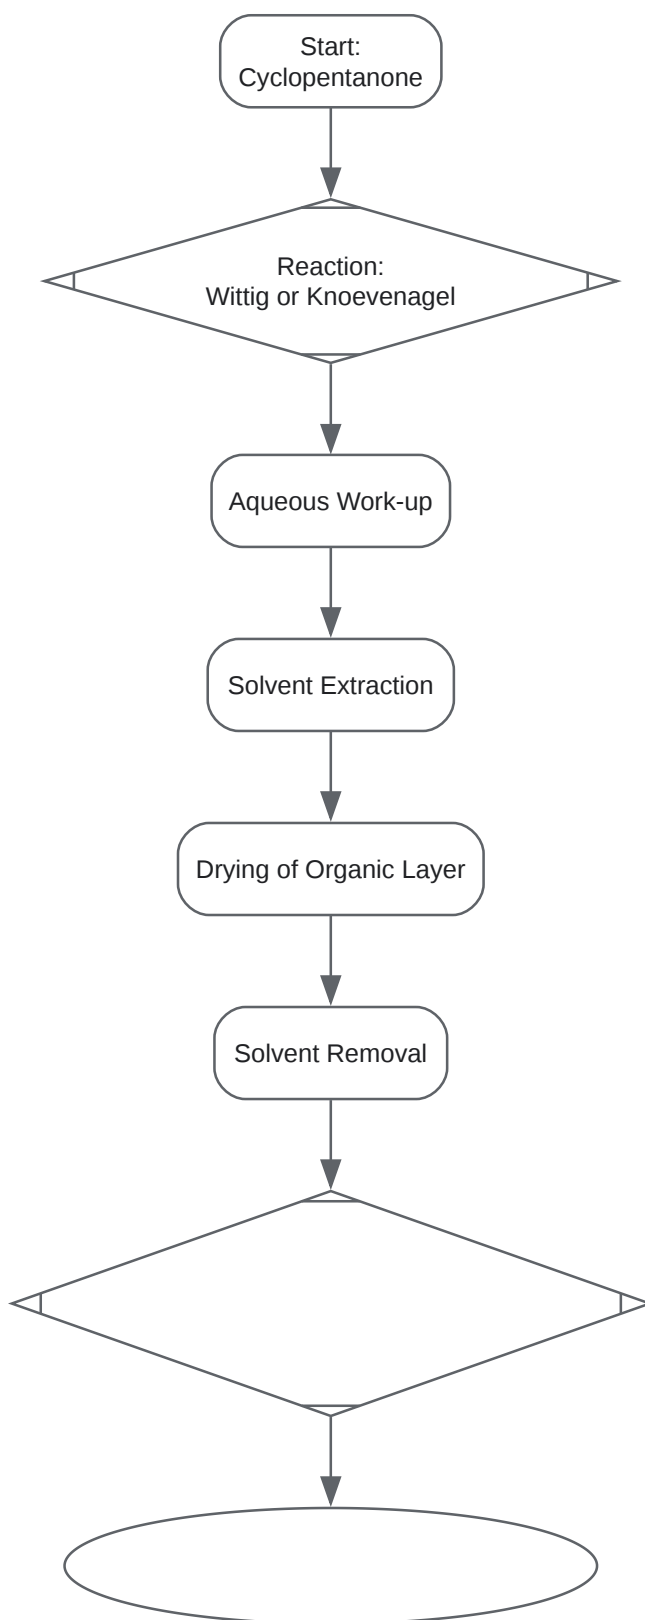 Start:
Cyclopentanone
Reaction:
Wittig or Knoevenagel
Aqueous Work-up
Solvent Extraction
Drying of Organic Layer
Solvent Removal